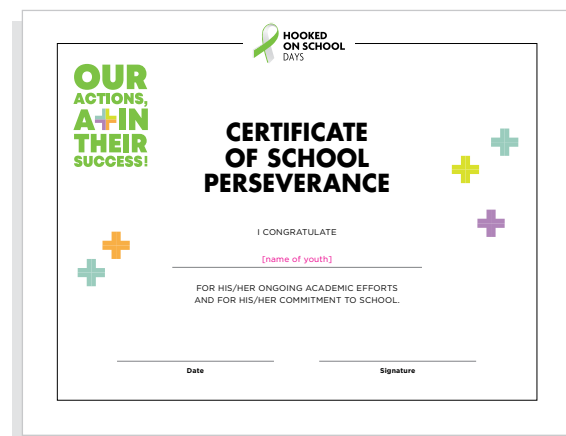 HOOKED
ON SCHOOL
DAYS
OUR
ACTIONS,
A+IN
THEIR
SUCCESS!
CERTIFICATE
OF SCHOOL
PERSEVERANCE
I CONGRATULATE
[name of youth]
FOR HIS/HER ONGOING ACADEMIC EFFORTS
AND FOR HIS/HER COMMITMENT TO SCHOOL.
Date
Signature